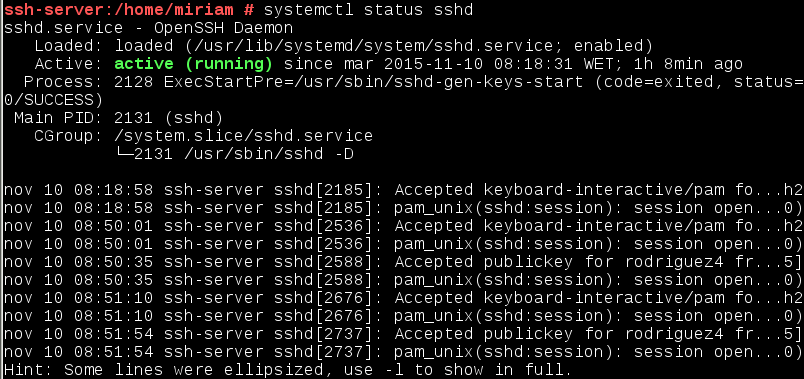 ssh-server:/home/miriam # systemctl status sshd
sshd.service - OpenSSH Daemon
   Loaded: loaded (/usr/lib/systemd/system/sshd.service; enabled)
   Active: active (running) since mar 2015-11-10 08:18:31 WET; 1h 8min ago
  Process: 2128 ExecStartPre=/usr/sbin/sshd-gen-keys-start (code=exited, status=
0/SUCCESS)
 Main PID: 2131 (sshd)
   CGroup: /system.slice/sshd.service
           └─2131 /usr/sbin/sshd -D

nov 10 08:18:58 ssh-server sshd[2185]: Accepted keyboard-interactive/pam fo...h2
nov 10 08:18:58 ssh-server sshd[2185]: pam_unix(sshd:session): session open...0)
nov 10 08:50:01 ssh-server sshd[2536]: Accepted keyboard-interactive/pam fo...h2
nov 10 08:50:01 ssh-server sshd[2536]: pam_unix(sshd:session): session open...0)
nov 10 08:50:35 ssh-server sshd[2588]: Accepted publickey for rodriguez4 fr...5]
nov 10 08:50:35 ssh-server sshd[2588]: pam_unix(sshd:session): session open...0)
nov 10 08:51:10 ssh-server sshd[2676]: Accepted keyboard-interactive/pam fo...h2
nov 10 08:51:10 ssh-server sshd[2676]: pam_unix(sshd:session): session open...0)
nov 10 08:51:54 ssh-server sshd[2737]: Accepted publickey for rodriguez4 fr...5]
nov 10 08:51:54 ssh-server sshd[2737]: pam_unix(sshd:session): session open...0)
Hint: Some lines were ellipsized, use -l to show in full.